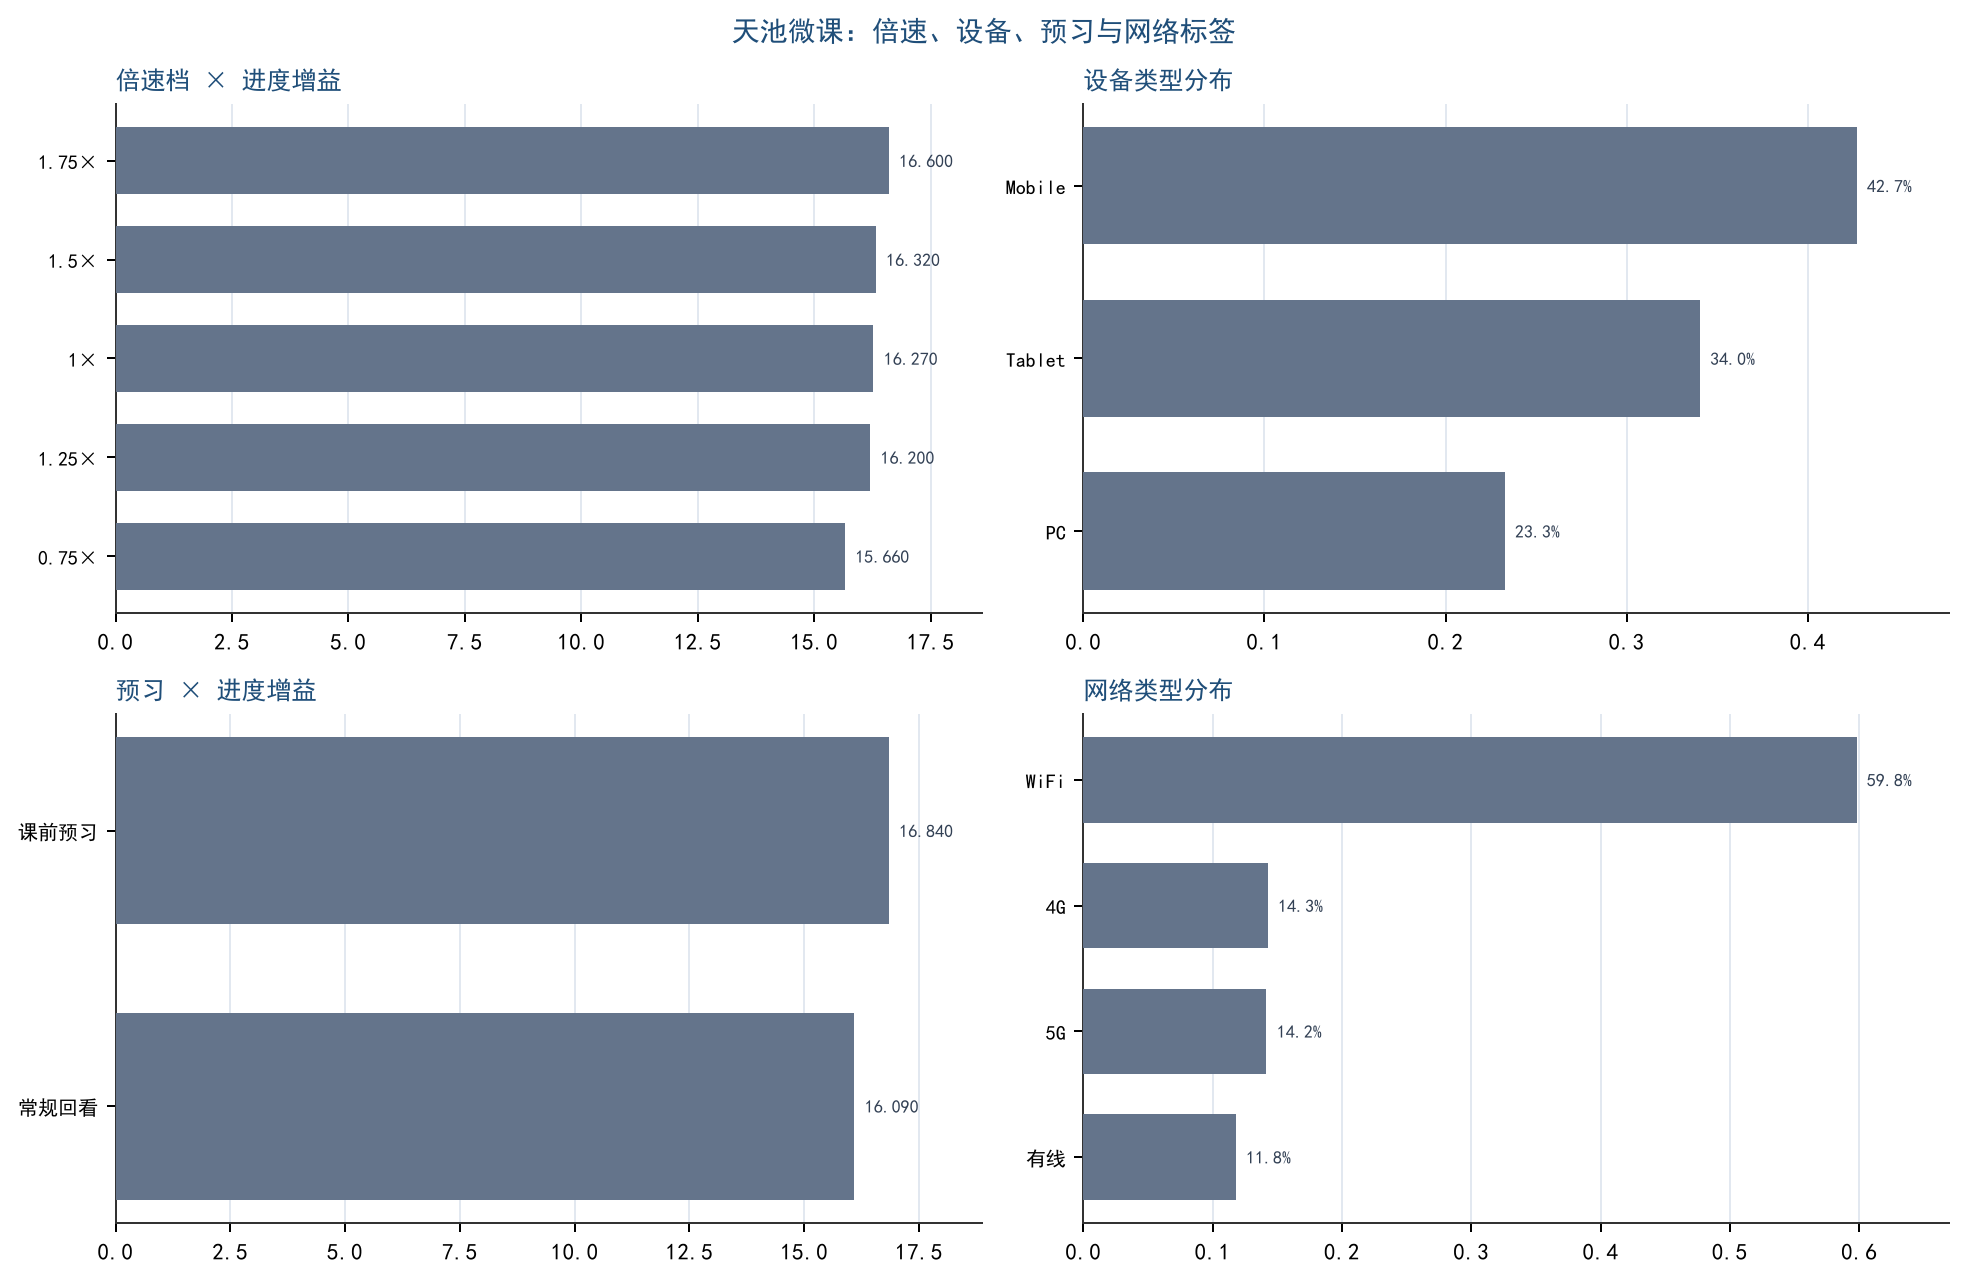 天池微课：倍速、设备、预习与网络标签
倍速档 × 进度增益
1.75× 16.600
1.5× 16.320
1× 16.270
1.25× 16.200
0.75× 15.660
0.0 2.5 5.0 7.5 10.0 12.5 15.0 17.5
设备类型分布
Mobile 42.7%
Tablet 34.0%
PC 23.3%
0.0 0.1 0.2 0.3 0.4
预习 × 进度增益
课前预习 16.840
常规回看 16.090
0.0 2.5 5.0 7.5 10.0 12.5 15.0 17.5
网络类型分布
WiFi 59.8%
4G 14.3%
5G 14.2%
有线 11.8%
0.0 0.1 0.2 0.3 0.4 0.5 0.6